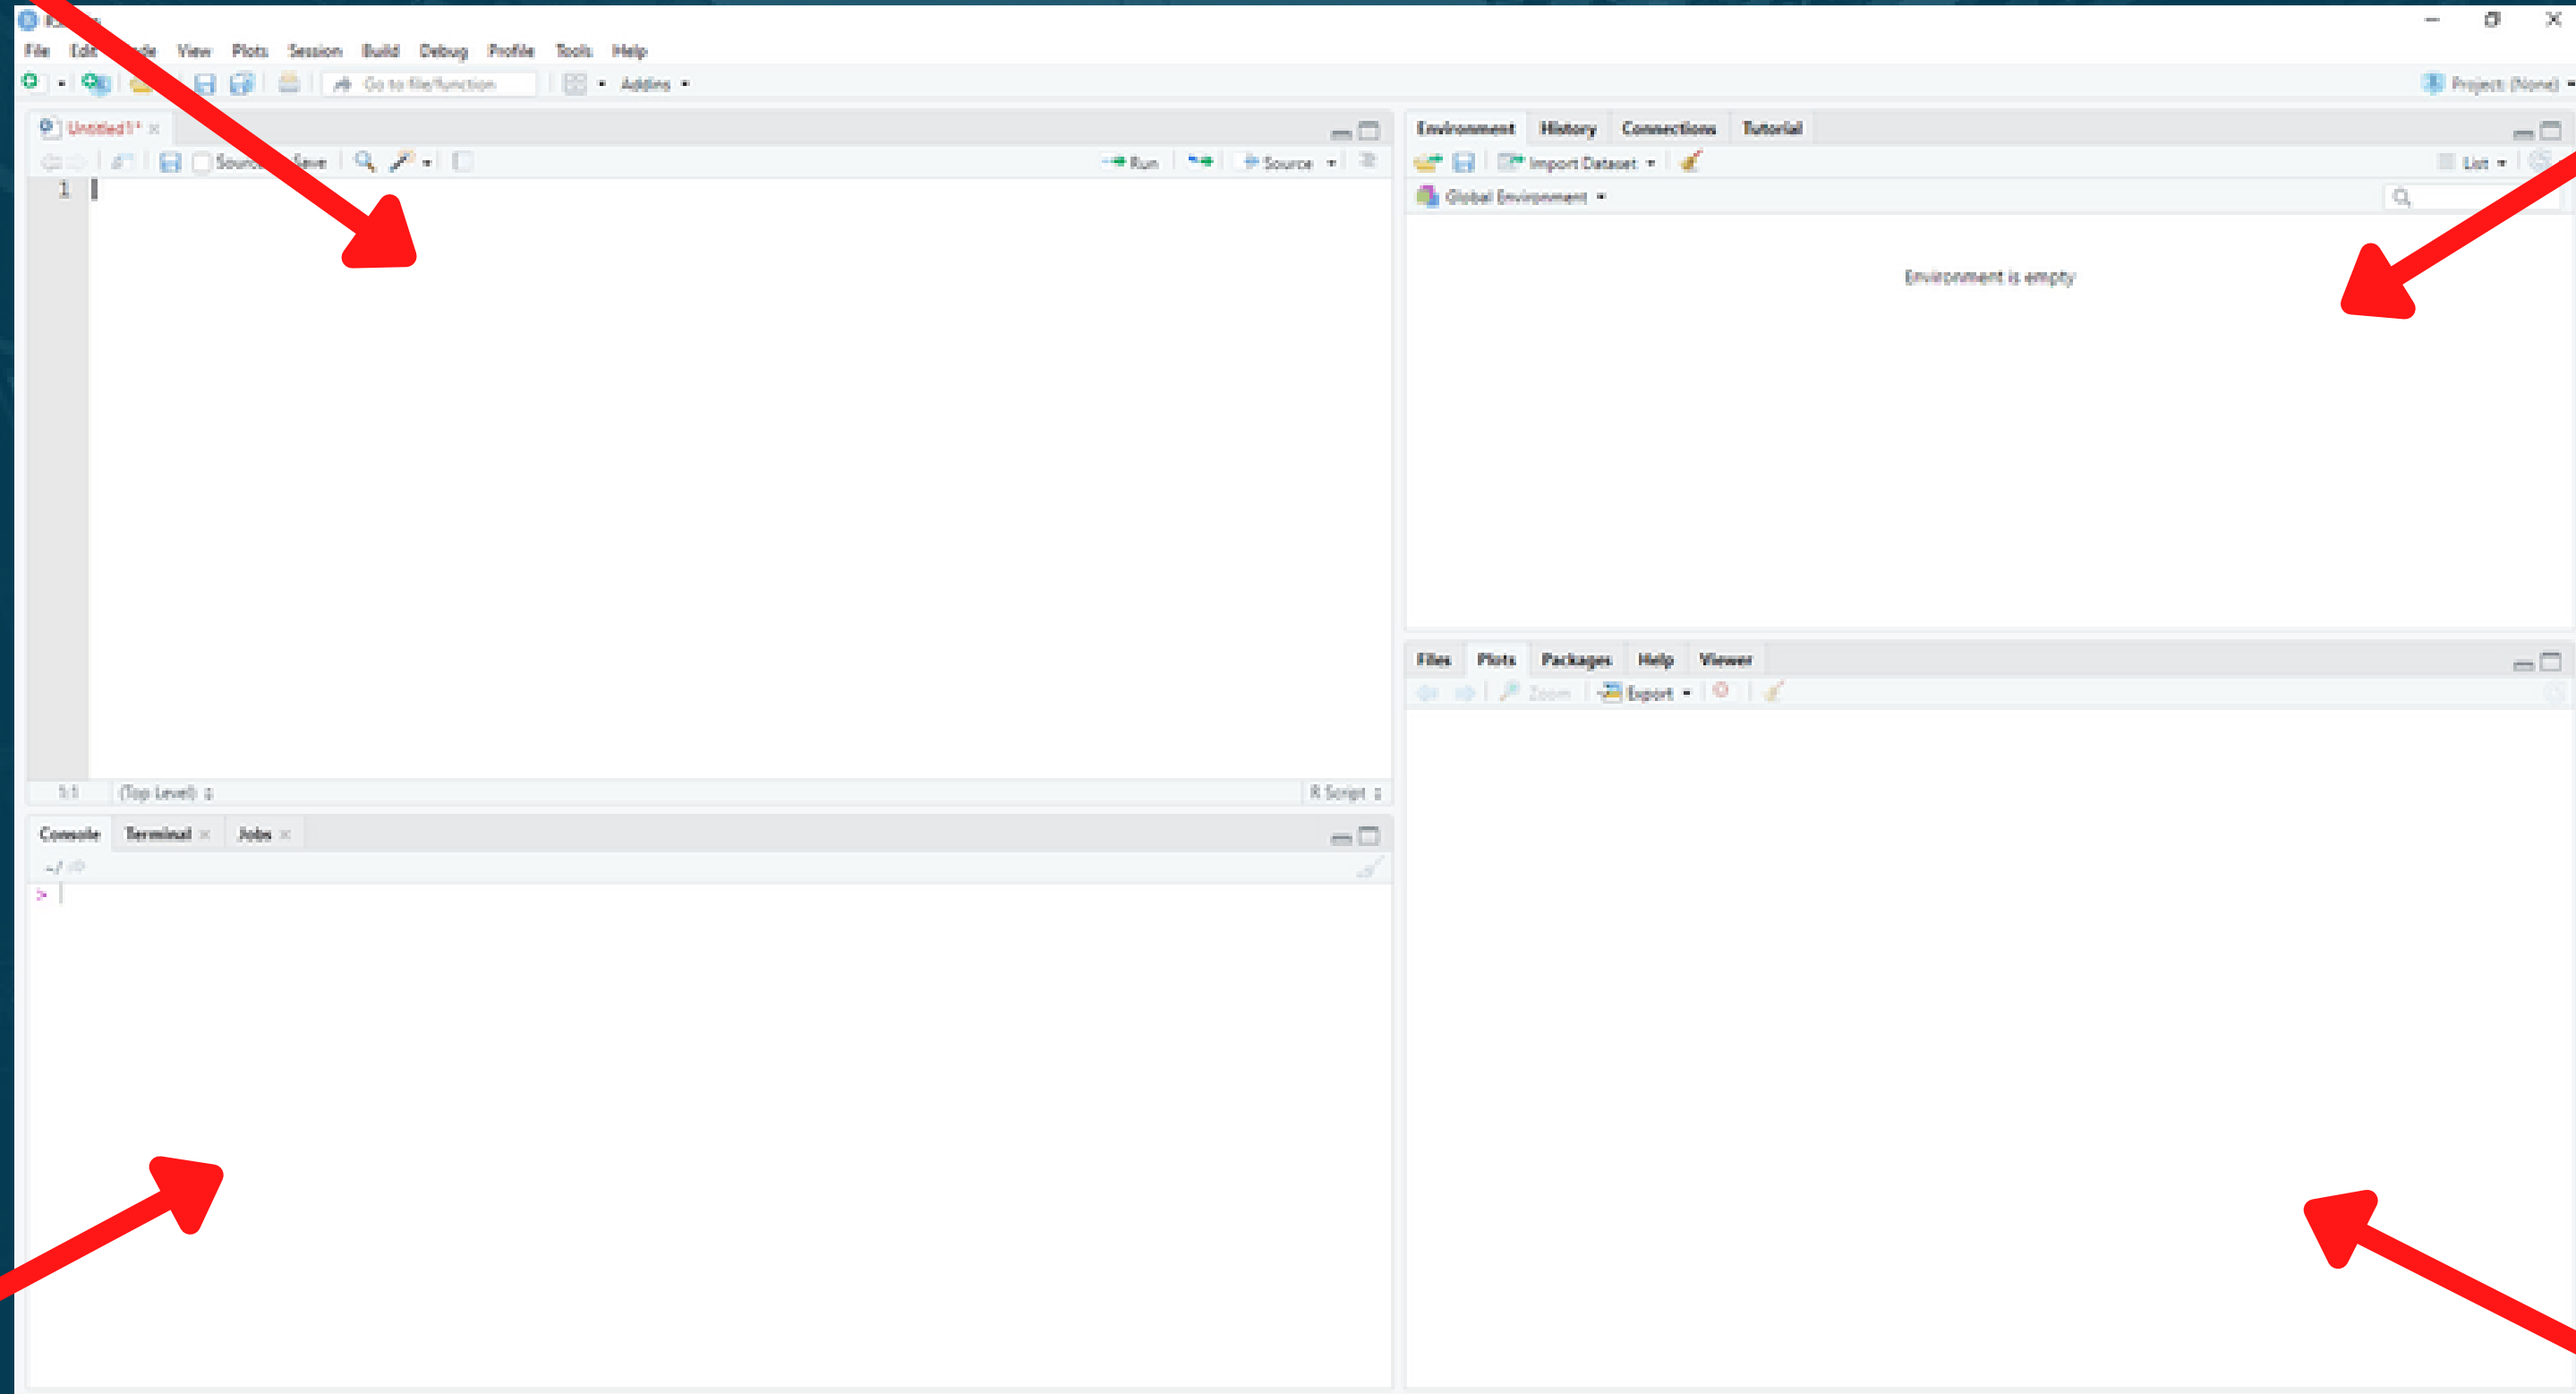 File Edit View Plots Session Build Debug Profile Tools Help
Go to file/function Addins Project: (None)
Untitled1*
Save Run Source
1
1:1 (Top Level) R Script
Console Terminal Jobs
~/
>
Environment History Connections Tutorial
Import Dataset List
Global Environment
Environment is empty
Files Plots Packages Help Viewer
Zoom Export